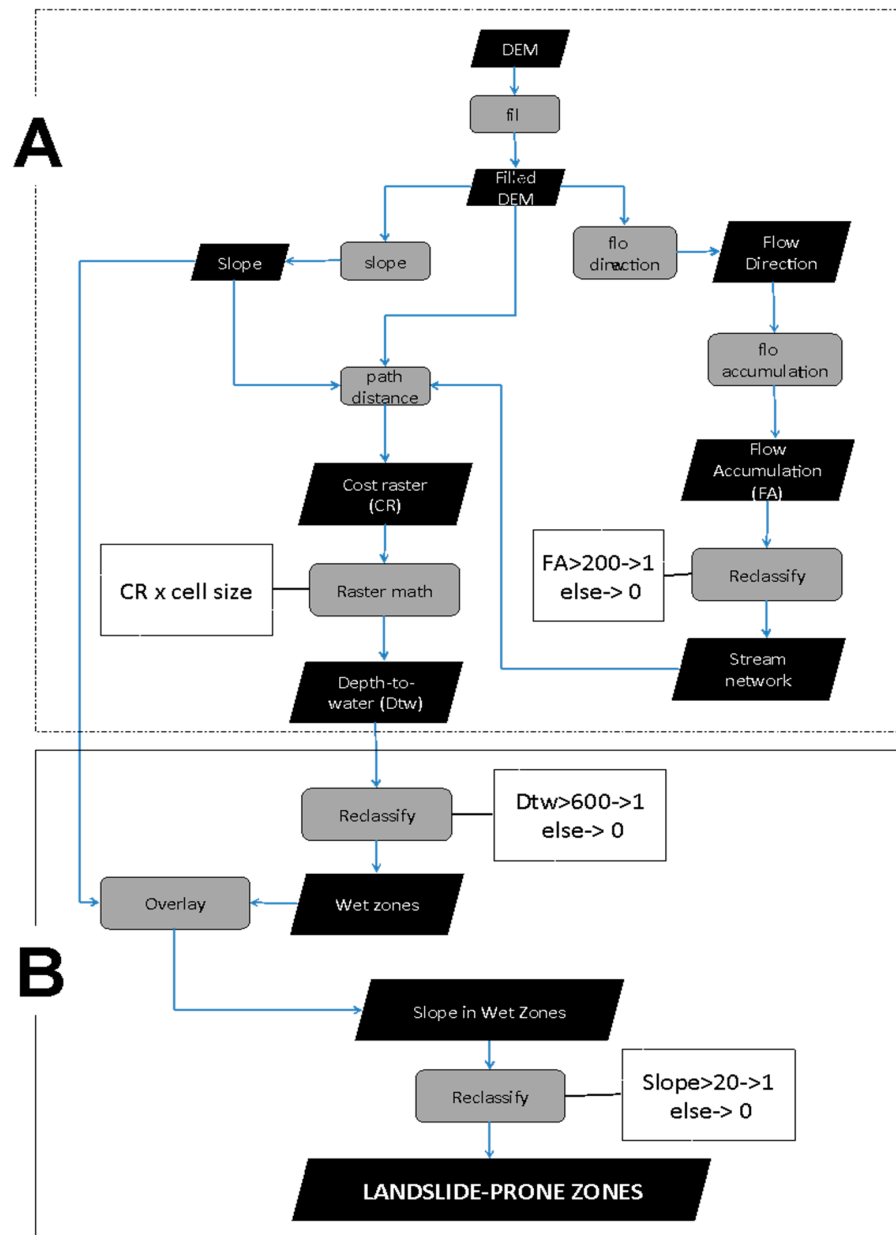 A
DEM
fil
Filled
DEM
slope
Slope
flo
direction
Flow
Direction
path
distance
flo
accumulation
Cost raster
(CR)
Flow
Accumulation
(FA)
CR x cell size
Raster math
FA>200->1
else-> 0
Reclassify
Depth-to-
water (Dtw)
Stream
network
B
Reclassify
Dtw>600->1
else-> 0
Overlay
Wet zones
Slope in Wet Zones
Reclassify
Slope>20->1
else-> 0
LANDSLIDE-PRONE ZONES